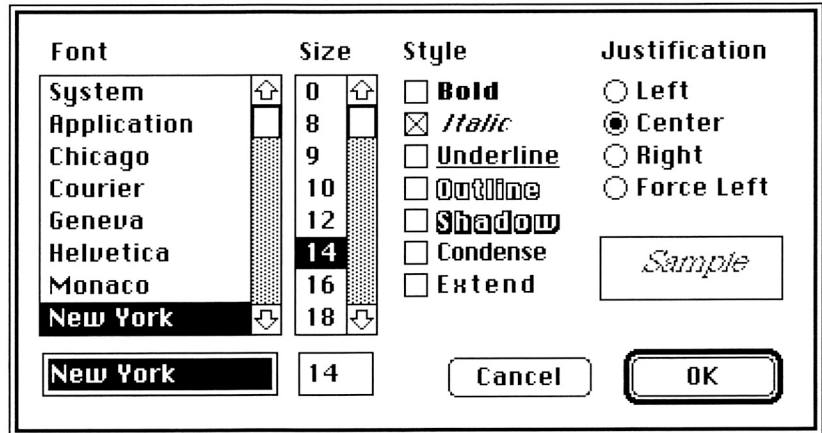 Font
System
Application
Chicago
Courier
Geneva
Helvetica
Monaco
New York
New York
Size
0
8
9
10
12
14
16
18
14
Style
Bold
Italic
Underline
Outline
Shadow
Condense
Extend
Justification
Left
Center
Right
Force Left
Sample
Cancel
OK